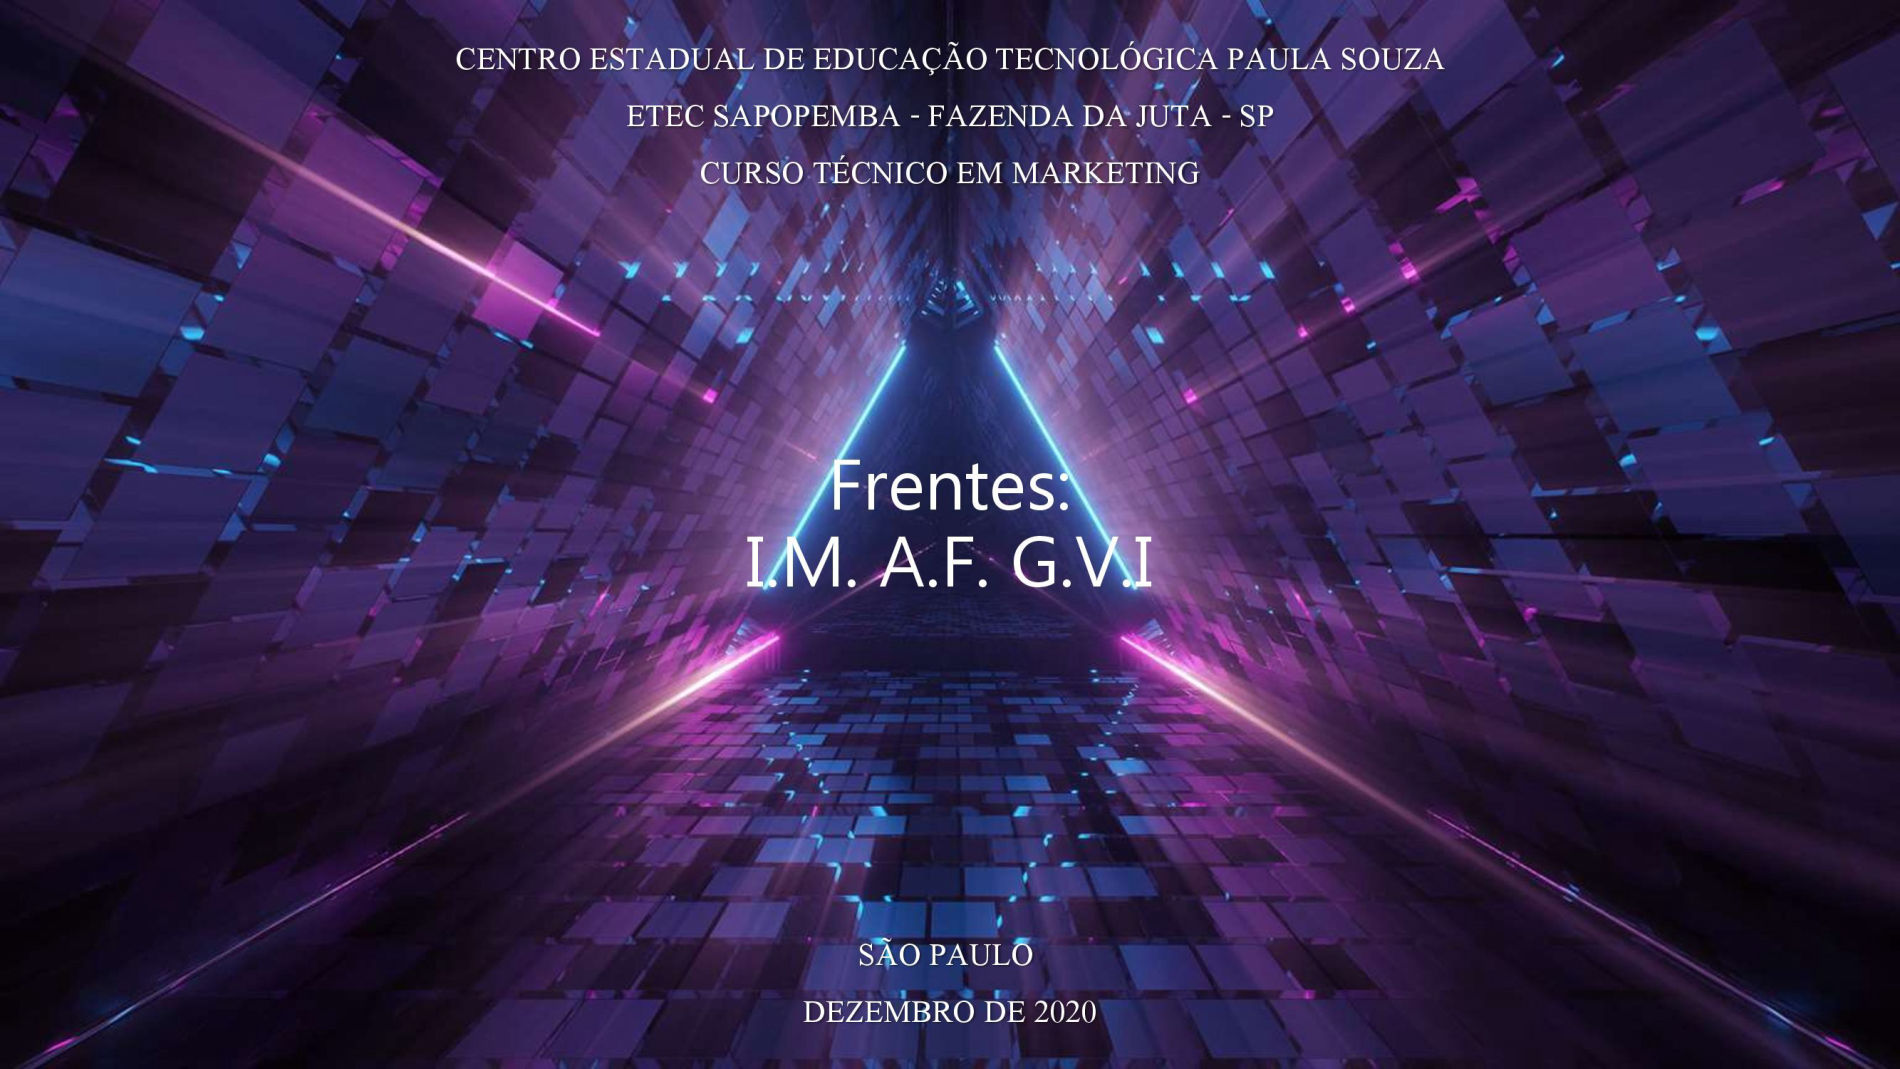 CENTRO ESTADUAL DE EDUCAÇÃO TECNOLÓGICA PAULA SOUZA
ETEC SAPOPEMBA - FAZENDA DA JUTA - SP
CURSO TÉCNICO EM MARKETING
Frentes:
I.M. A.F. G.V.I
SÃO PAULO
DEZEMBRO DE 2020